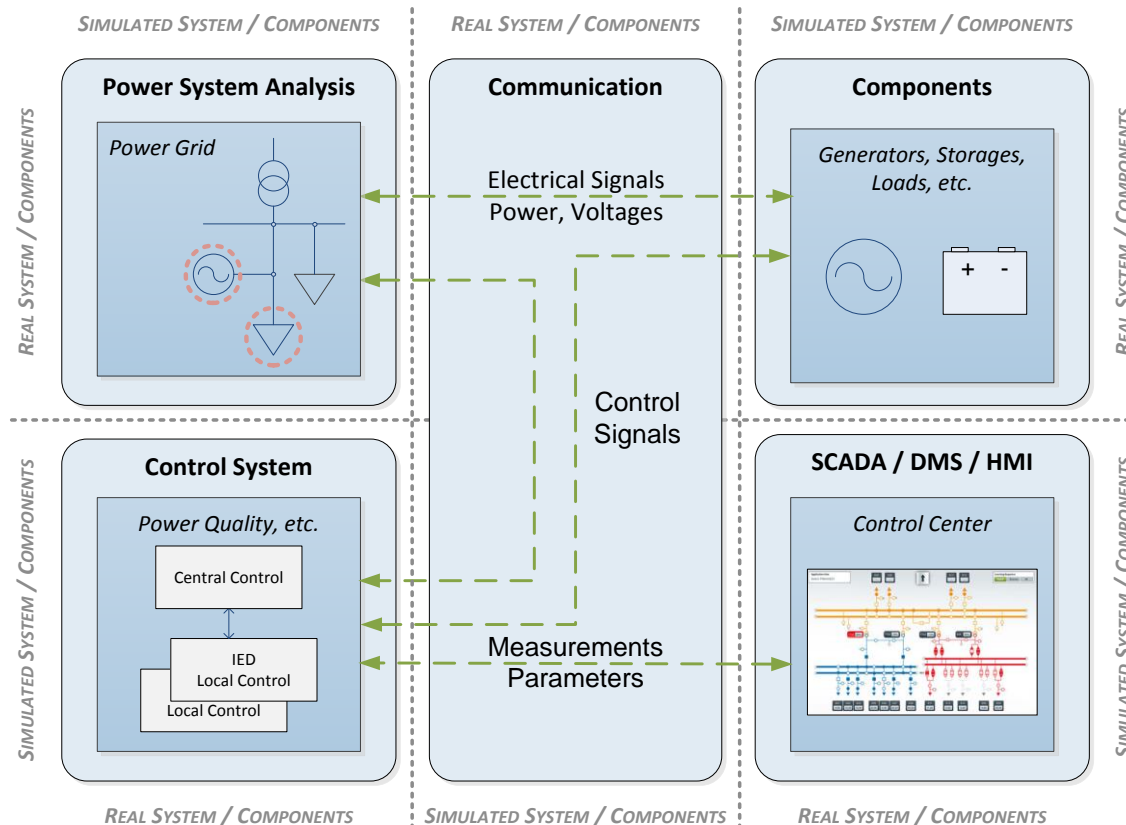 SIMULATED SYSTEM / COMPONENTS
REAL SYSTEM / COMPONENTS
SIMULATED SYSTEM / COMPONENTS
REAL SYSTEM / COMPONENTS
Power System Analysis
Power Grid
Communication
Electrical Signals
Power, Voltages
Control
Signals
Measurements
Parameters
Components
Generators, Storages,
Loads, etc.
+ -
REAL SYSTEM / COMPONENTS
SIMULATED SYSTEM / COMPONENTS
Control System
Power Quality, etc.
Central Control
IED
Local Control
Local Control
SCADA / DMS / HMI
Control Center
SIMULATED SYSTEM / COMPONENTS
REAL SYSTEM / COMPONENTS
SIMULATED SYSTEM / COMPONENTS
REAL SYSTEM / COMPONENTS